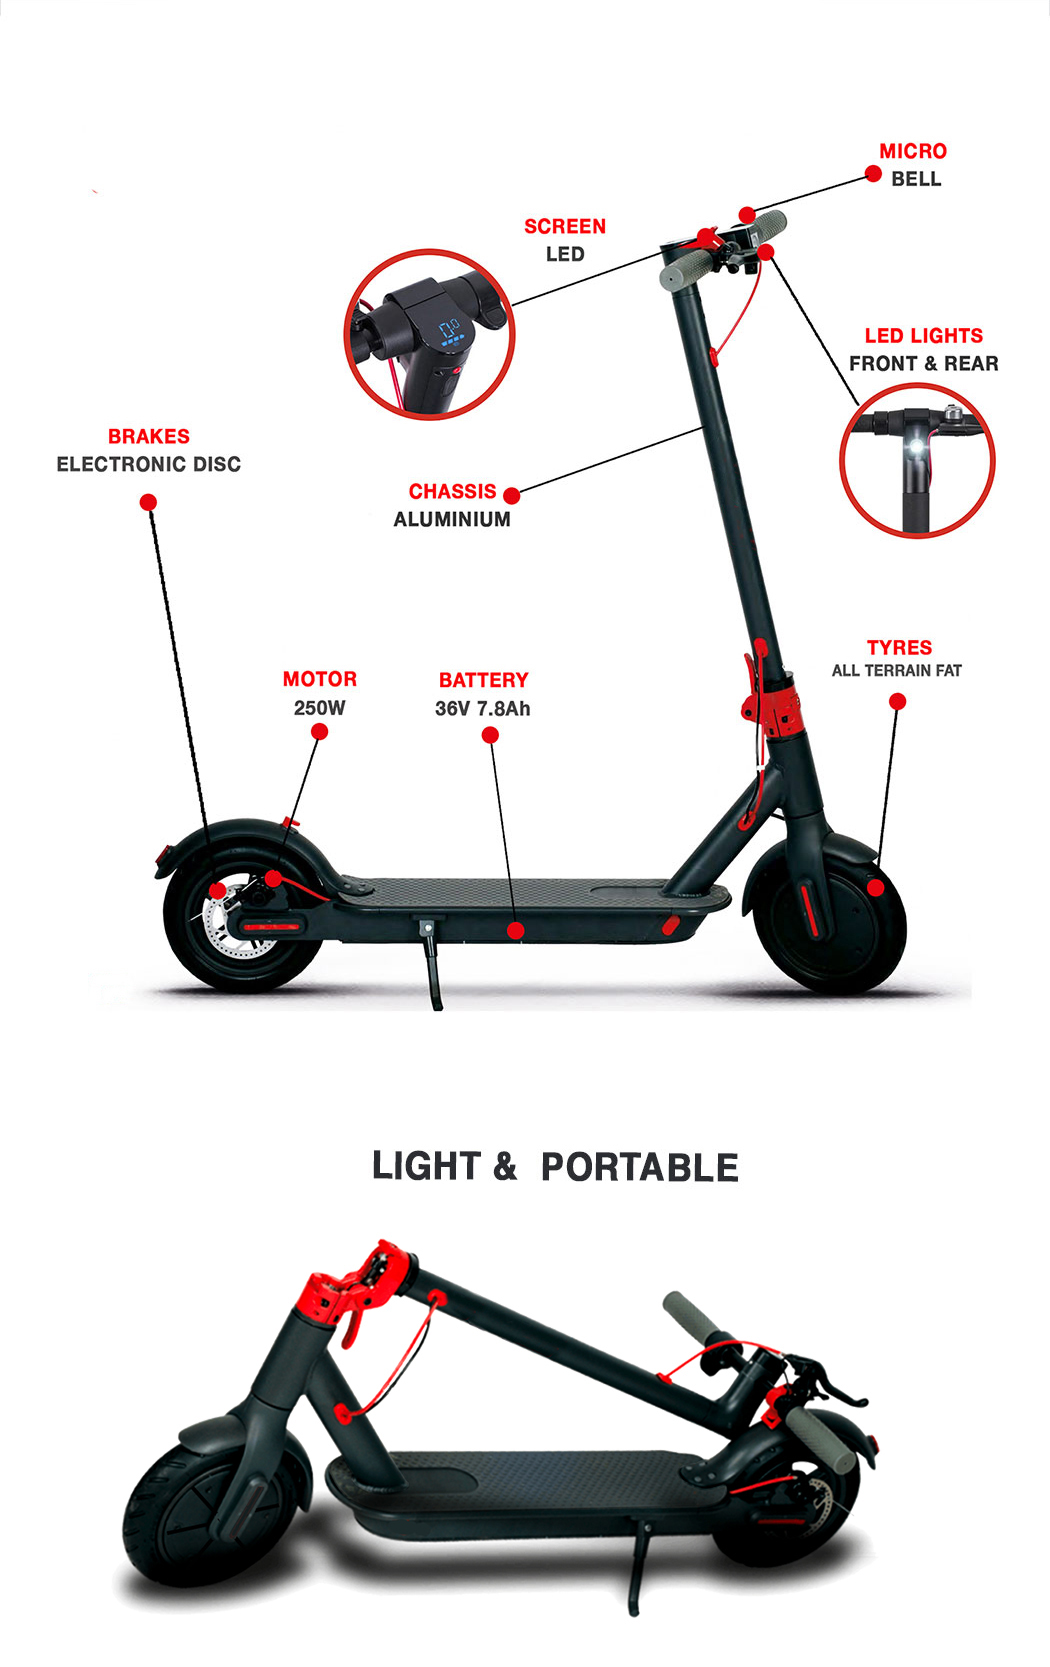 MICRO
BELL
SCREEN
LED
LED LIGHTS
FRONT & REAR
BRAKES
ELECTRONIC DISC
CHASSIS
ALUMINIUM
TYRES
ALL TERRAIN FAT
MOTOR
250W
BATTERY
36V 7.8Ah
LIGHT & PORTABLE